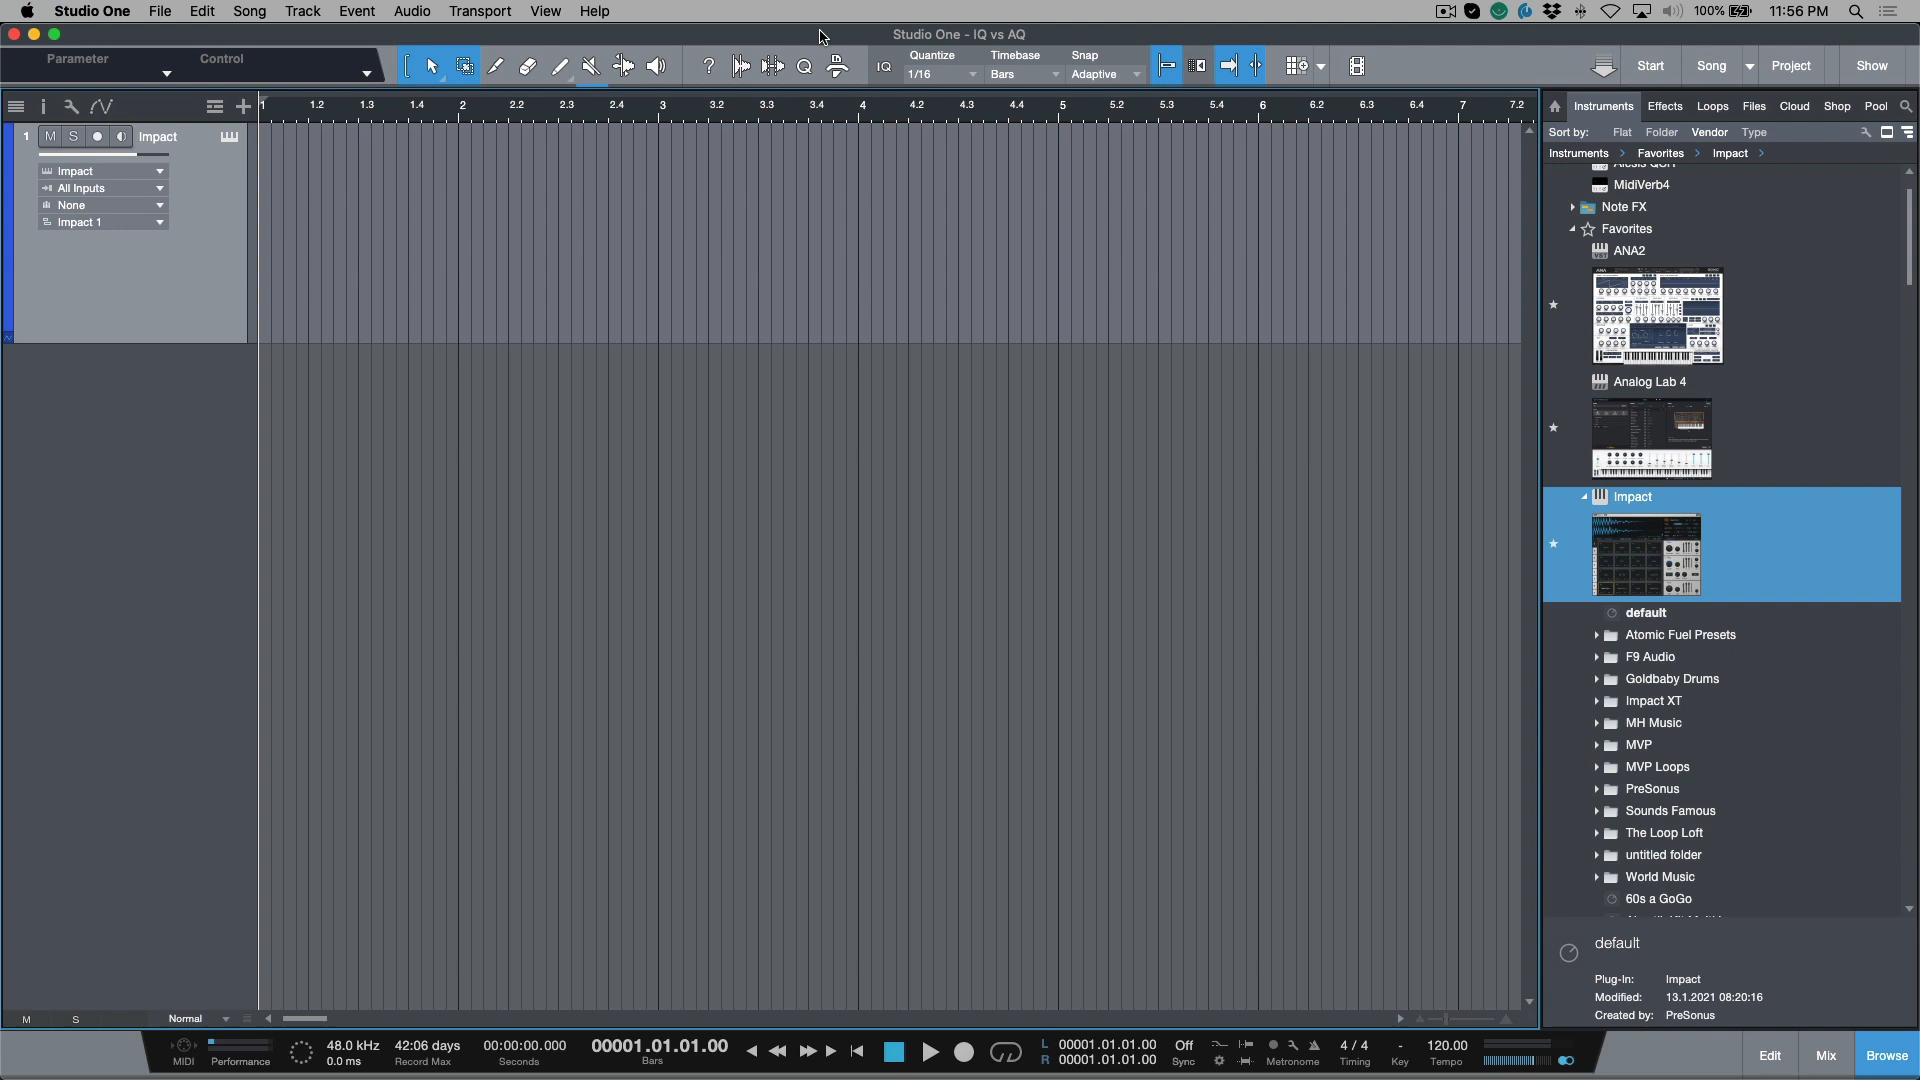 Studio One File Edit Song Track Event Audio Transport View Help 100% 11:56 PM
Studio One - IQ vs AQ
Parameter Control
Quantize Timebase Snap
IQ 1/16 Bars Adaptive
Start Song Project Show
1 1.2 1.3 1.4 2 2.2 2.3 2.4 3 3.2 3.3 3.4 4 4.2 4.3 4.4 5 5.2 5.3 5.4 6 6.2 6.3 6.4 7 7.2
Instruments Effects Loops Files Cloud Shop Pool
Sort by: Flat Folder Vendor Type
Instruments > Favorites > Impact >
1 M S Impact
Impact
All Inputs
None
Impact 1
MidiVerb4
Note FX
Favorites
ANA2
Analog Lab 4
Impact
default
Atomic Fuel Presets
F9 Audio
Goldbaby Drums
Impact XT
MH Music
MVP
MVP Loops
PreSonus
Sounds Famous
The Loop Loft
untitled folder
World Music
60s a GoGo
default
Plug-In: Impact
Modified: 13.1.2021 08:20:16
Created by: PreSonus
M S Normal
MIDI Performance
48.0 kHz
0.0 ms
42:06 days
Record Max
00:00:00.000
Seconds
00001.01.01.00
Bars
L 00001.01.01.00
R 00001.01.01.00
Off
Sync
Metronome
4 / 4
Timing
-
Key
120.00
Tempo
Edit Mix Browse